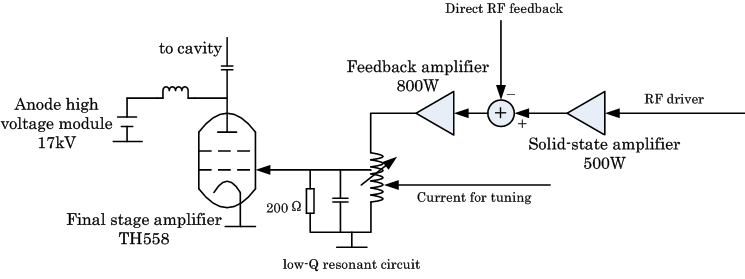 Direct RF feedback
to cavity
Feedback amplifier
800W
−
RF driver
Anode high
voltage module
17kV
+
+
Solid-state amplifier
500W
200 Ω
Current for tuning
Final stage amplifier
TH558
low-Q resonant circuit